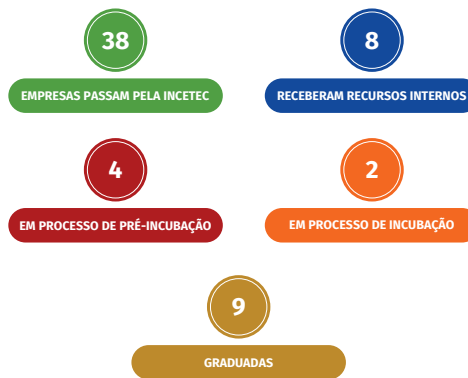 38
EMPRESAS PASSAM PELA INCETEC
8
RECEBERAM RECURSOS INTERNOS
4
EM PROCESSO DE PRÉ-INCUBAÇÃO
2
EM PROCESSO DE INCUBAÇÃO
9
GRADUADAS